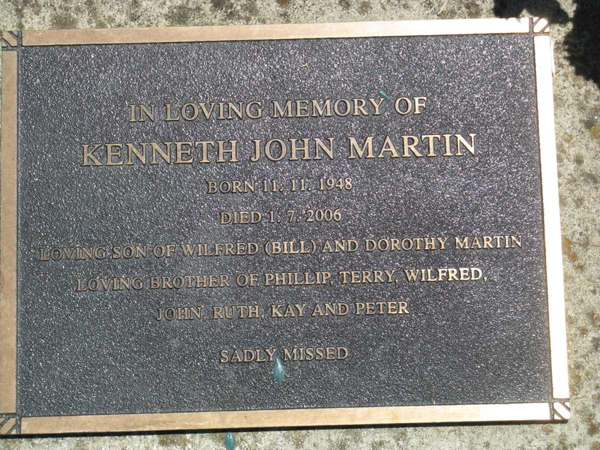 IN LOVING MEMORY OF
KENNETH JOHN MARTIN
BORN 11. 11. 1948
DIED 1. 7. 2006
LOVING SON OF WILFRED (BILL) AND DOROTHY MARTIN
LOVING BROTHER OF PHILLIP, TERRY, WILFRED,
JOHN, RUTH, KAY AND PETER
SADLY MISSED